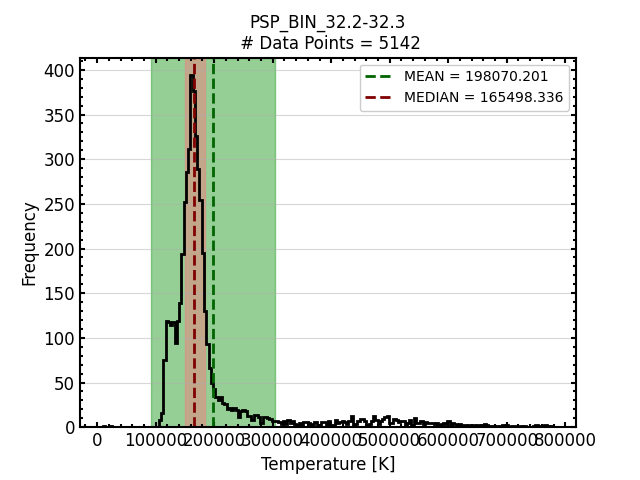 PSP_BIN_32.2-32.3
# Data Points = 5142
MEAN = 198070.201
MEDIAN = 165498.336
Frequency
400
350
300
250
200
150
100
50
0
0 100000 200000 300000 400000 500000 600000 700000 800000
Temperature [K]